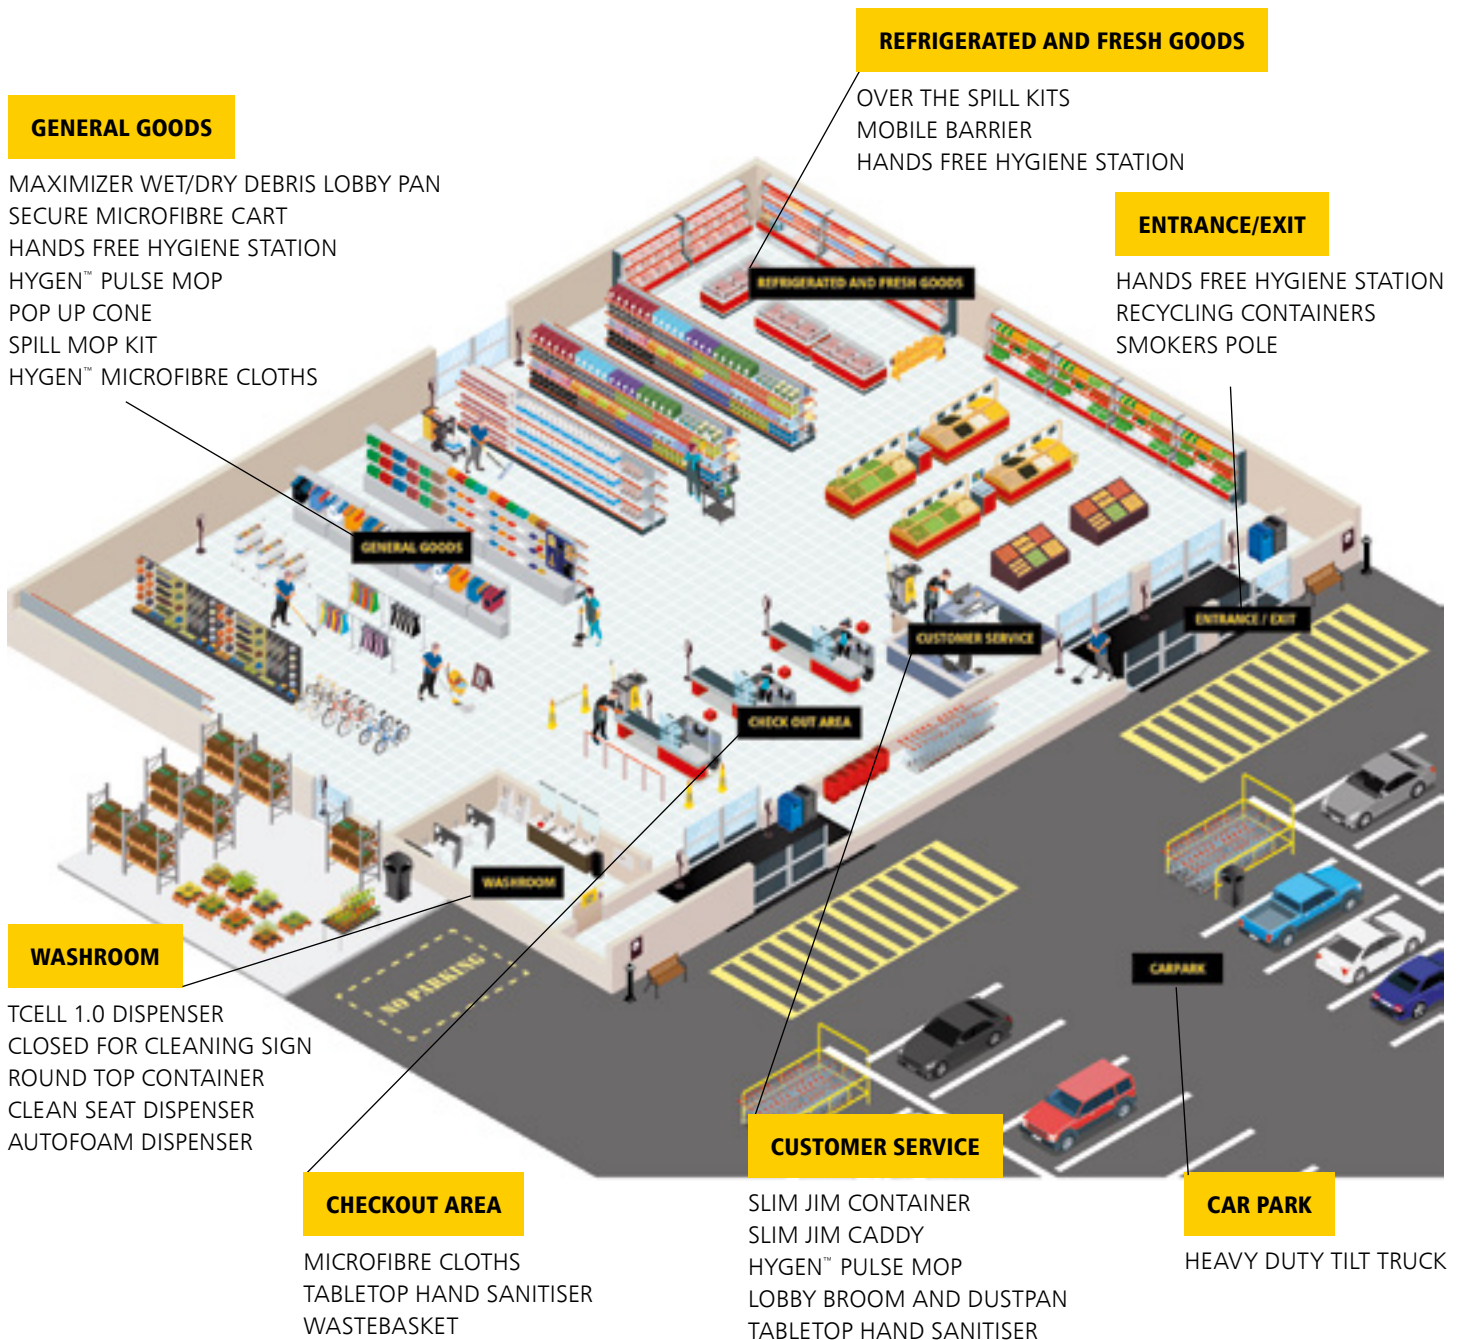 REFRIGERATED AND FRESH GOODS
OVER THE SPILL KITS
MOBILE BARRIER
HANDS FREE HYGIENE STATION
GENERAL GOODS
MAXIMIZER WET/DRY DEBRIS LOBBY PAN
SECURE MICROFIBRE CART
HANDS FREE HYGIENE STATION
HYGEN™ PULSE MOP
POP UP CONE
SPILL MOP KIT
HYGEN™ MICROFIBRE CLOTHS
ENTRANCE/EXIT
HANDS FREE HYGIENE STATION
RECYCLING CONTAINERS
SMOKERS POLE
REFRIGERATED AND FRESH GOODS
GENERAL GOODS
ENTRANCE / EXIT
CUSTOMER SERVICE
CHECK OUT AREA
WASHROOM
CARPARK
NO PARKING
WASHROOM
TCELL 1.0 DISPENSER
CLOSED FOR CLEANING SIGN
ROUND TOP CONTAINER
CLEAN SEAT DISPENSER
AUTOFOAM DISPENSER
CHECKOUT AREA
MICROFIBRE CLOTHS
TABLETOP HAND SANITISER
WASTEBASKET
CUSTOMER SERVICE
SLIM JIM CONTAINER
SLIM JIM CADDY
HYGEN™ PULSE MOP
LOBBY BROOM AND DUSTPAN
TABLETOP HAND SANITISER
CAR PARK
HEAVY DUTY TILT TRUCK